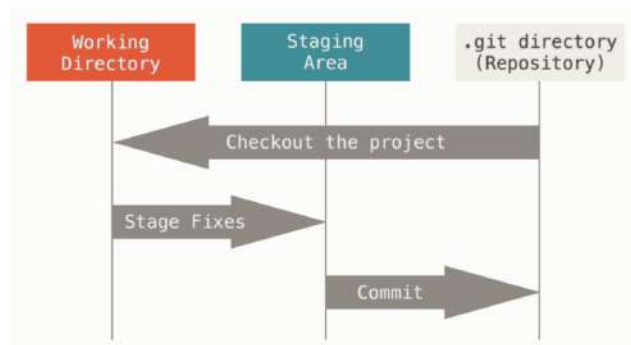 Working
Directory
Staging
Area
.git directory
(Repository)
Checkout the project
Stage Fixes
Commit